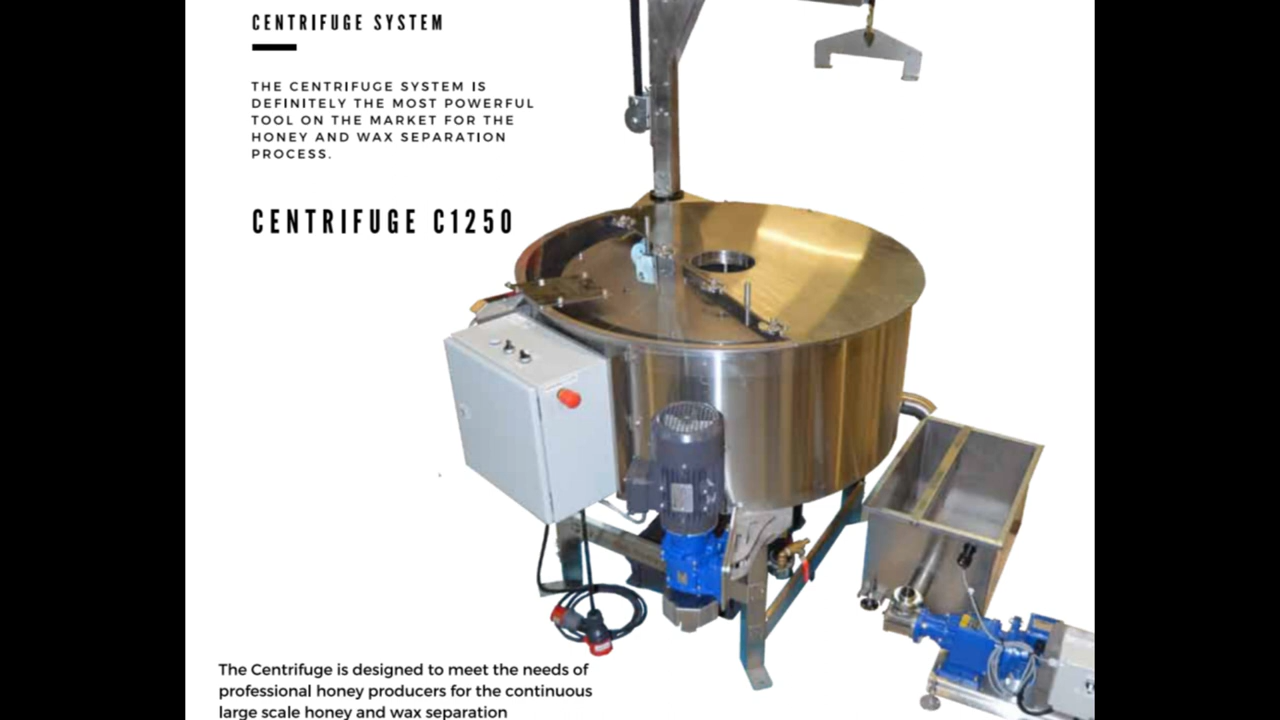 CENTRIFUGE SYSTEM
THE CENTRIFUGE SYSTEM IS
DEFINITELY THE MOST POWERFUL
TOOL ON THE MARKET FOR THE
HONEY AND WAX SEPARATION
PROCESS.
CENTRIFUGE C1250
The Centrifuge is designed to meet the needs of
professional honey producers for the continuous
large scale honey and wax separation